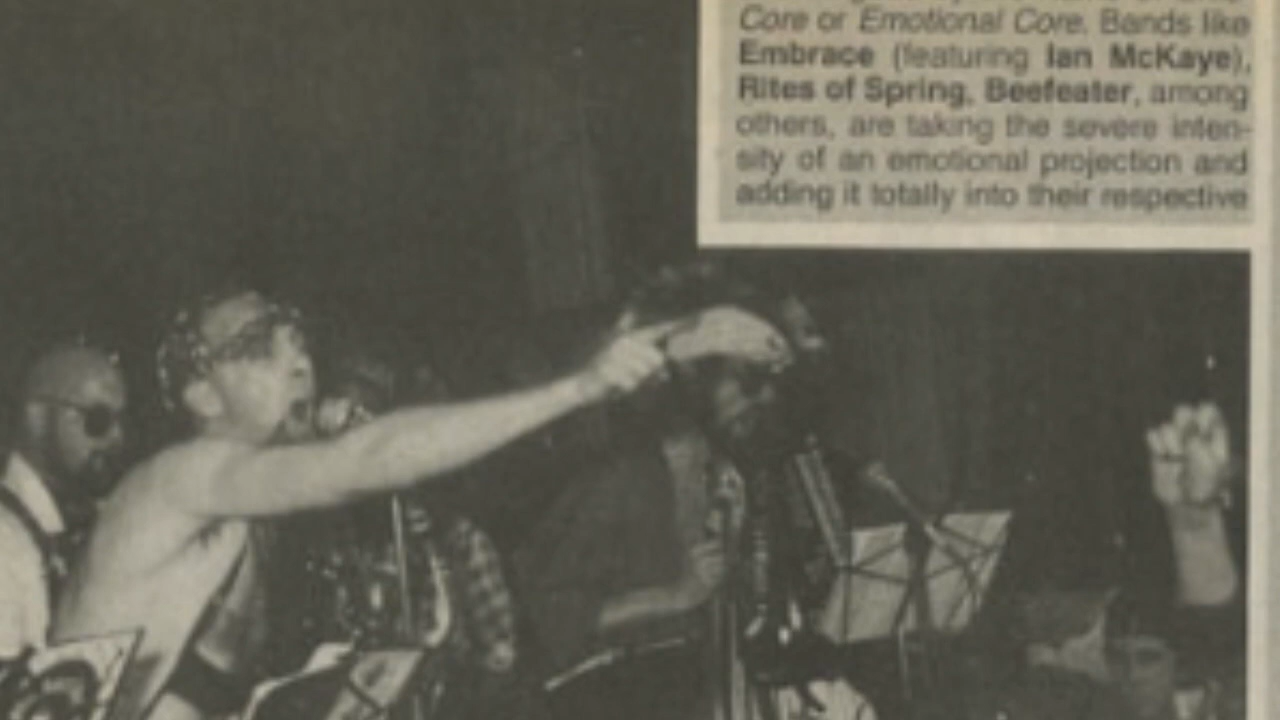 Core or Emotional Core. Bands like
Embrace (featuring Ian McKaye),
Rites of Spring, Beefeater, among
others, are taking the severe inten-
sity of an emotional projection and
adding it totally into their respective